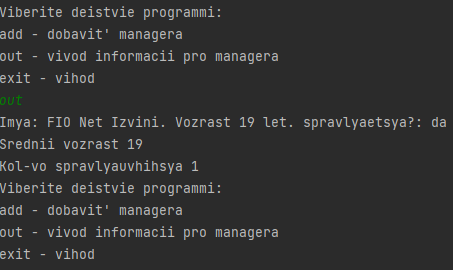 Viberite deistvie programmi:
add - dobavit' managera
out - vivod informacii pro managera
exit - vihod
out
Imya: FIO Net Izvini. Vozrast 19 let. spravlyaetsya?: da
Srednii vozrast 19
Kol-vo spravlyauvhihsya 1
Viberite deistvie programmi:
add - dobavit' managera
out - vivod informacii pro managera
exit - vihod